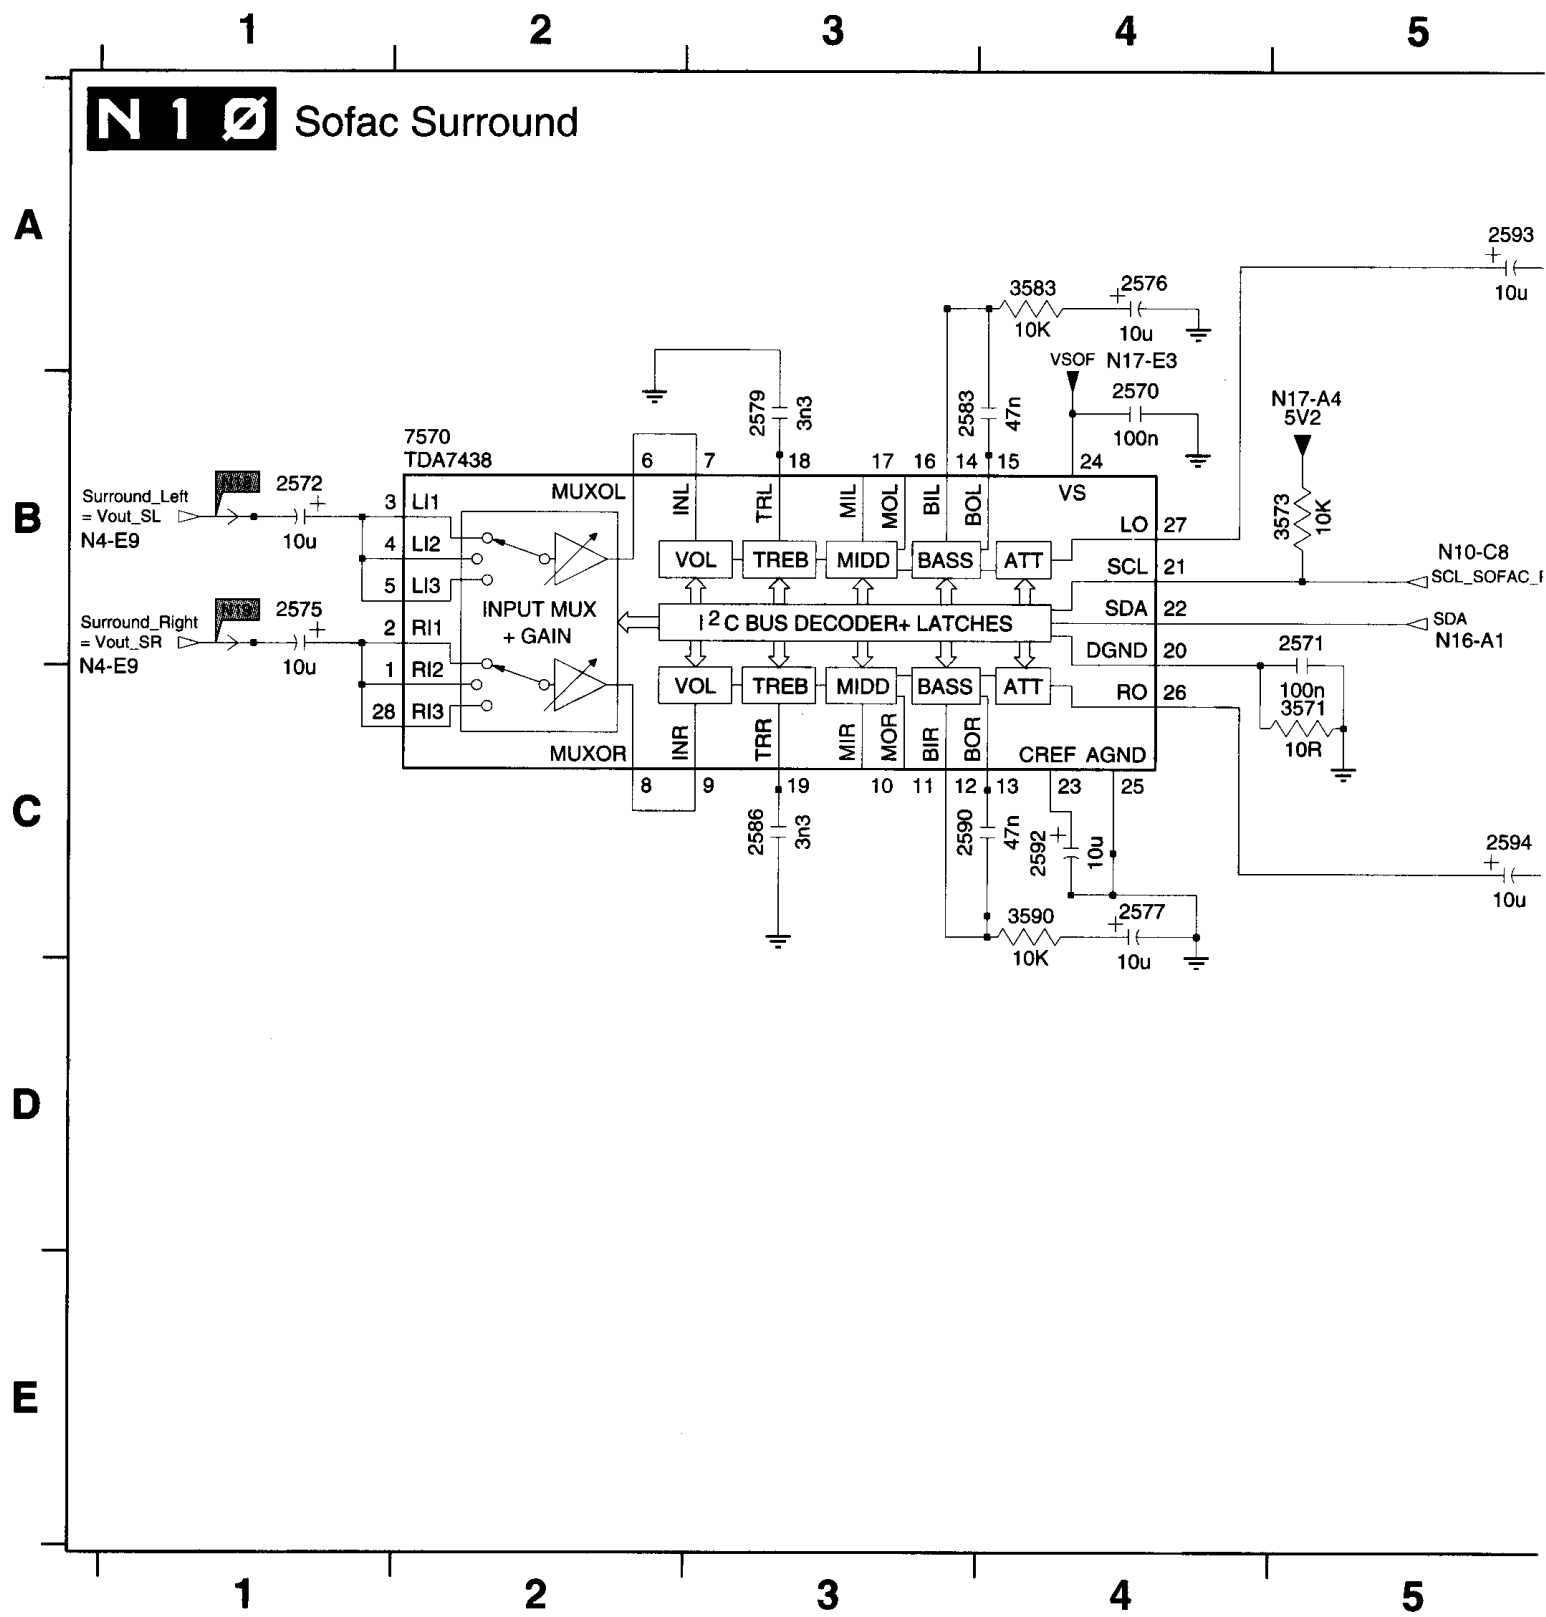 1 2 3 4 5
N 1 0 Sofac Surround
A
2593
10u
3583
10K
2576
10u
VSOF N17-E3
2570
100n
2579
3n3
2583
47n
N17-A4
5V2
7570
TDA7438
6 7 18 17 16 14 15 24
B
Surround_Left
= Vout_SL
N4-E9
2572
10u
3 LI1
4 LI2
5 LI3
MUXOL
INL
TRL
MIL
MOL
BIL
BOL
VS
LO 27
3573
10K
VOL TREB MIDD BASS ATT
SCL 21
N10-C8
SCL_SOFAC_
INPUT MUX
+ GAIN
I2C BUS DECODER+ LATCHES
SDA 22
SDA
N16-A1
Surround_Right
= Vout_SR
N4-E9
N19
2575
10u
2 RI1
1 RI2
28 RI3
DGND 20
2571
100n
3571
10R
VOL TREB MIDD BASS ATT
RO 26
MUXOR
INR
TRR
MIR
MOR
BIR
BOR
CREF AGND
8 9 19 10 11 12 13 23 25
C
2586
3n3
2590
47n
2592
10u
2594
10u
3590
10K
2577
10u
D
E
1 2 3 4 5